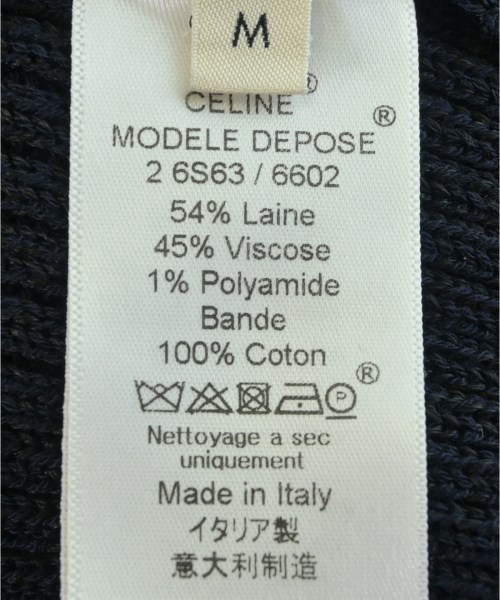 M
CELINE®
MODELE DEPOSE®
2 6S63 / 6602
54% Laine
45% Viscose
1% Polyamide
Bande
100% Coton
P ®
Nettoyage a sec
uniquement
Made in Italy
イタリア製
意大利制造